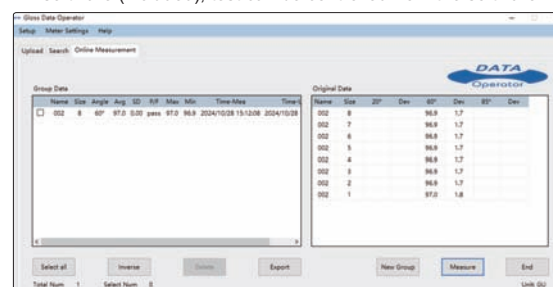 Gloss Data Operator
Setup Meter Settings Help
Upload Search Online Measurement
DATA
Operator
Group Data
Name Size Angle Avg SD P/F Max Min Time-Mea
002 8 60° 97.0 0.00 pass 97.0 96.9 2024/10/28 15:12:08 2024/10/28
Original Data
Name Size 20° Dev 60° Dev 85° Dev
002 8 96.9 1.7
002 7 96.9 1.7
002 6 96.9 1.7
002 5 96.9 1.7
002 4 96.9 1.7
002 3 96.9 1.7
002 2 96.9 1.7
002 1 97.0 1.8
Select all Inverse Delete Export New Group Measure End
Total Num 1 Select Num 0 Unit: GU